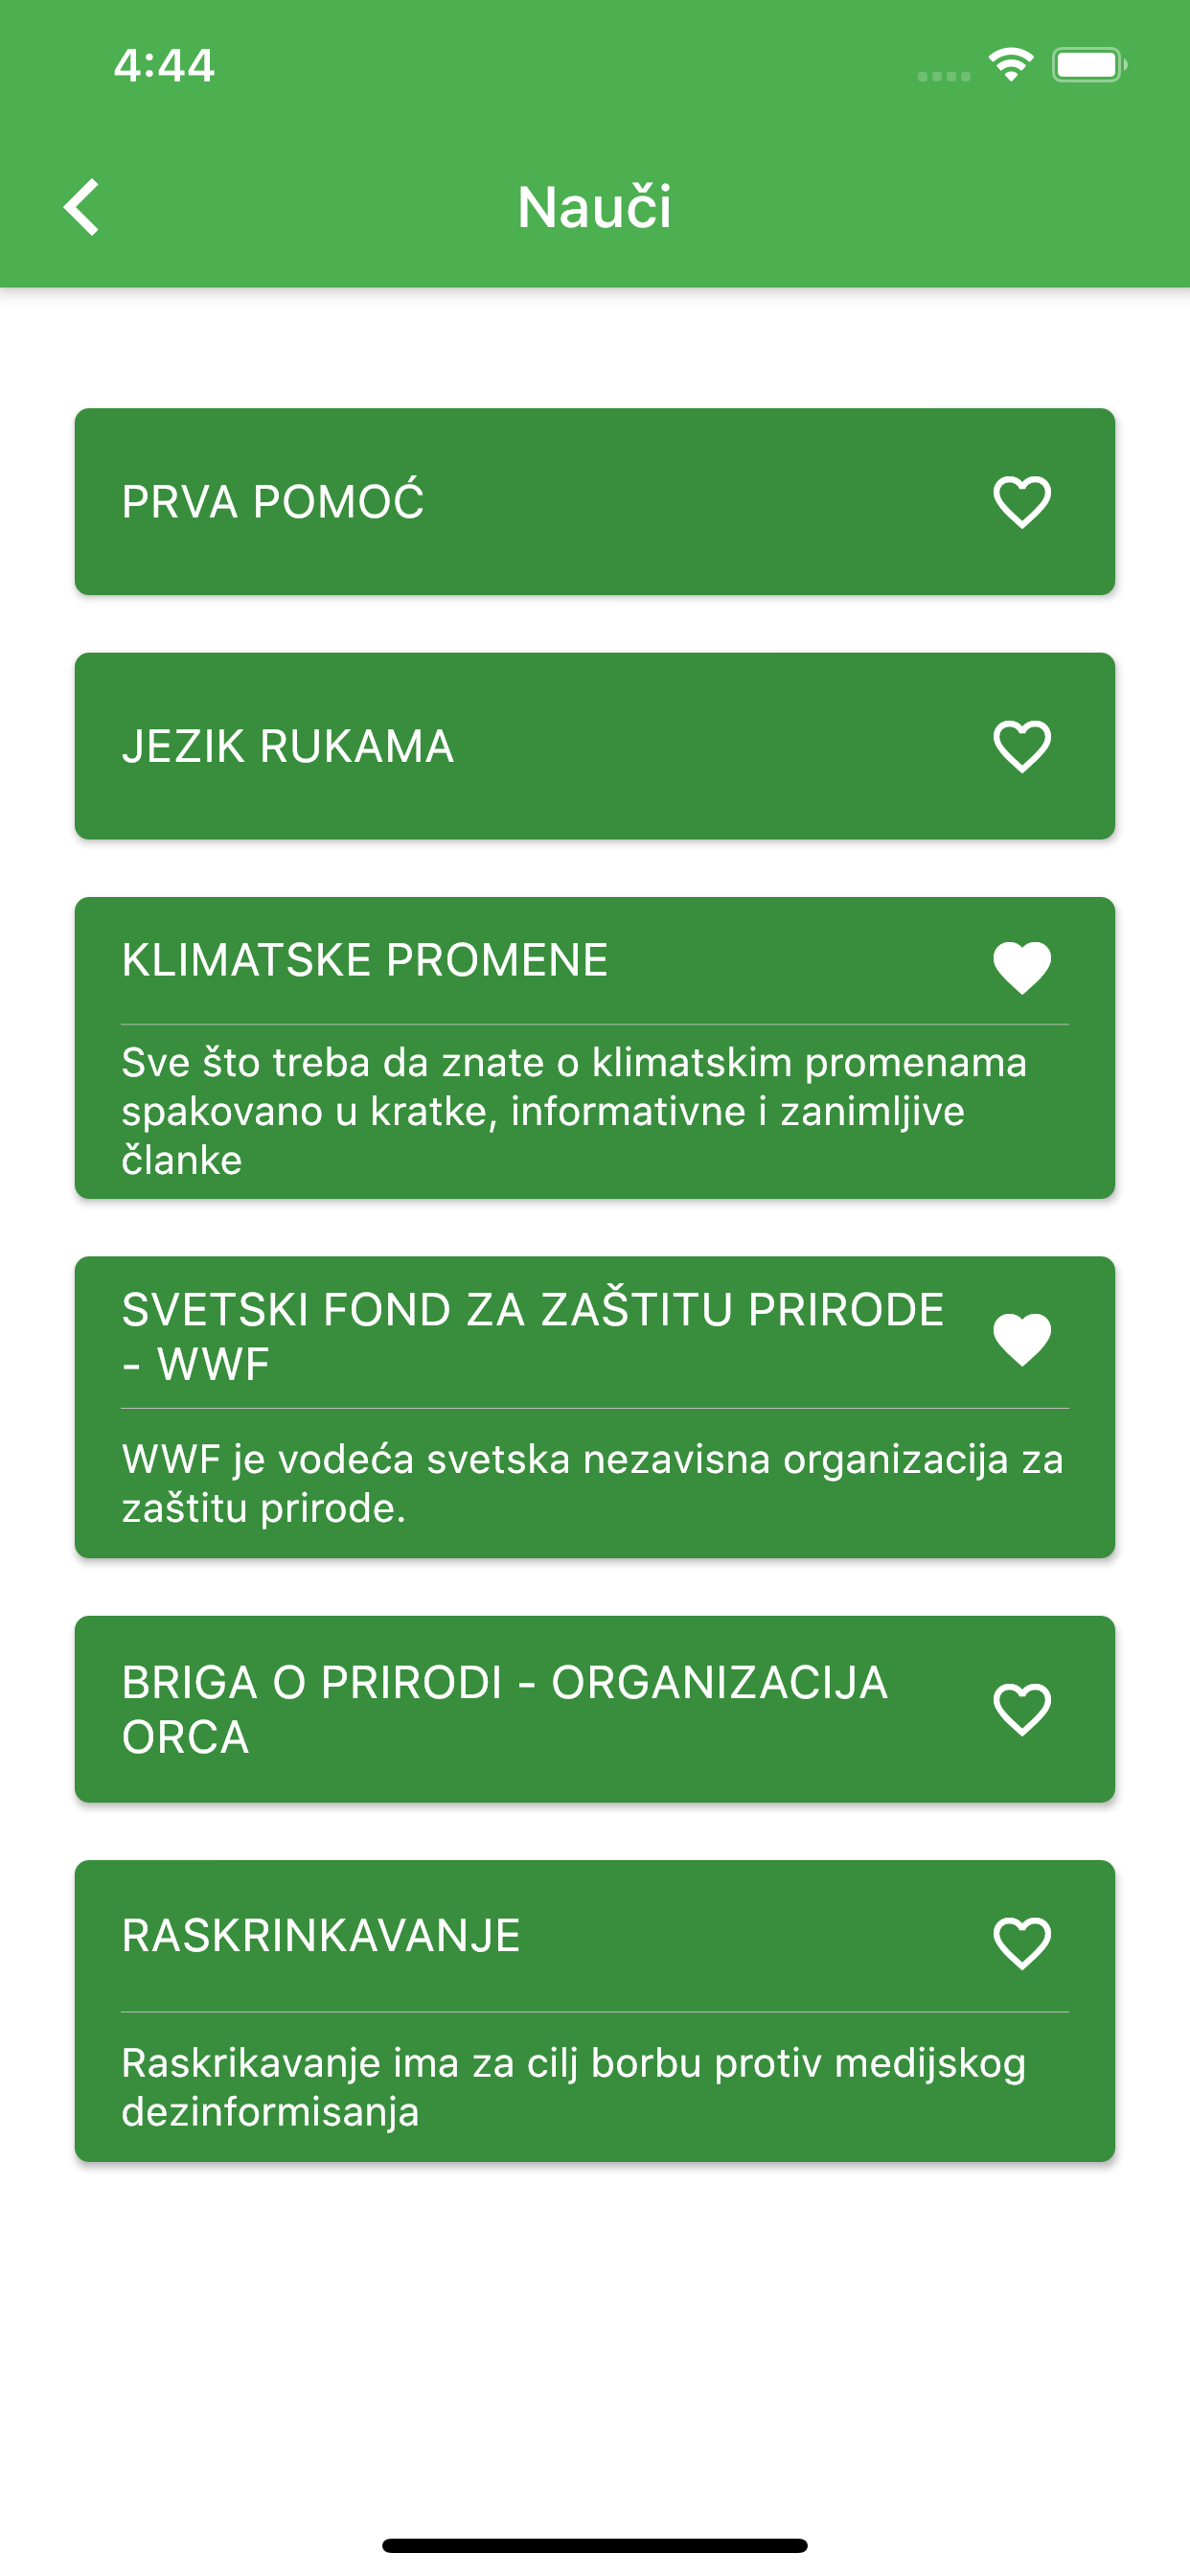 4:44
Nauči
PRVA POMOĆ
JEZIK RUKAMA
KLIMATSKE PROMENE
Sve što treba da znate o klimatskim promenama
spakovano u kratke, informativne i zanimljive
članke
SVETSKI FOND ZA ZAŠTITU PRIRODE
- WWF
WWF je vodeća svetska nezavisna organizacija za
zaštitu prirode.
BRIGA O PRIRODI - ORGANIZACIJA
ORCA
RASKRINKAVANJE
Raskrikavanje ima za cilj borbu protiv medijskog
dezinformisanja